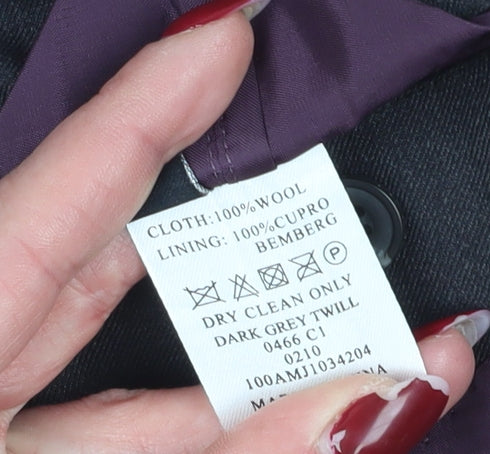 CLOTH:100%WOOL
LINING: 100%CUPRO
BEMBERG
P
DRY CLEAN ONLY
DARK GREY TWILL
0466 C1
0210
100AMJ1034204